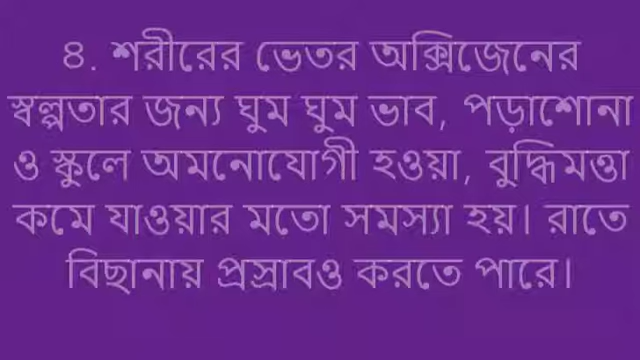 ৪. শরীরের ভেতর অক্সিজেনের
স্বল্পতার জন্য ঘুম ঘুম ভাব, পড়াশোনা
ও স্কুলে অমনোযোগী হওয়া, বুদ্ধিমত্তা
কমে যাওয়ার মতো সমস্যা হয়। রাতে
বিছানায় প্রস্রাবও করতে পারে।